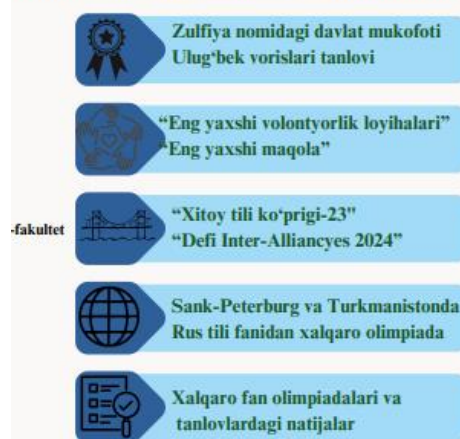 Zulfiya nomidagi davlat mukofoti
Ulug‘bek vorislari tanlovi
“Eng yaxshi volontyorlik loyihalari”
“Eng yaxshi maqola”
-fakultet
“Xitoy tili ko‘prigi-23"
“Defi Inter-Alliancyes 2024”
Sank-Peterburg va Turkmanistonda
Rus tili fanidan xalqaro olimpiada
Xalqaro fan olimpiadalari va
tanlovlardagi natijalar